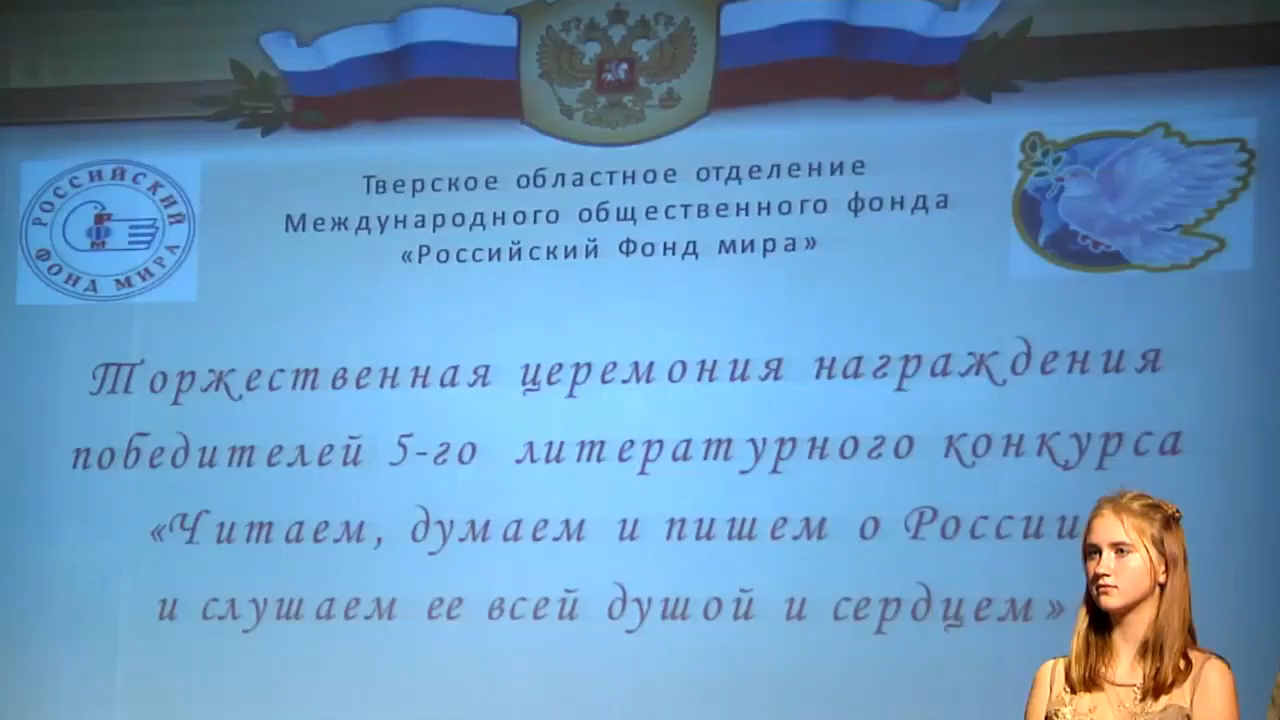 РОССИЙСКИЙ
ФОНД МИРА
Тверское областное отделение
Международного общественного фонда
«Российский Фонд мира»
Торжественная церемония награждения
победителей 5-го литературного конкурса
«Читаем, думаем и пишем о России
и слушаем ее всей душой и сердцем»